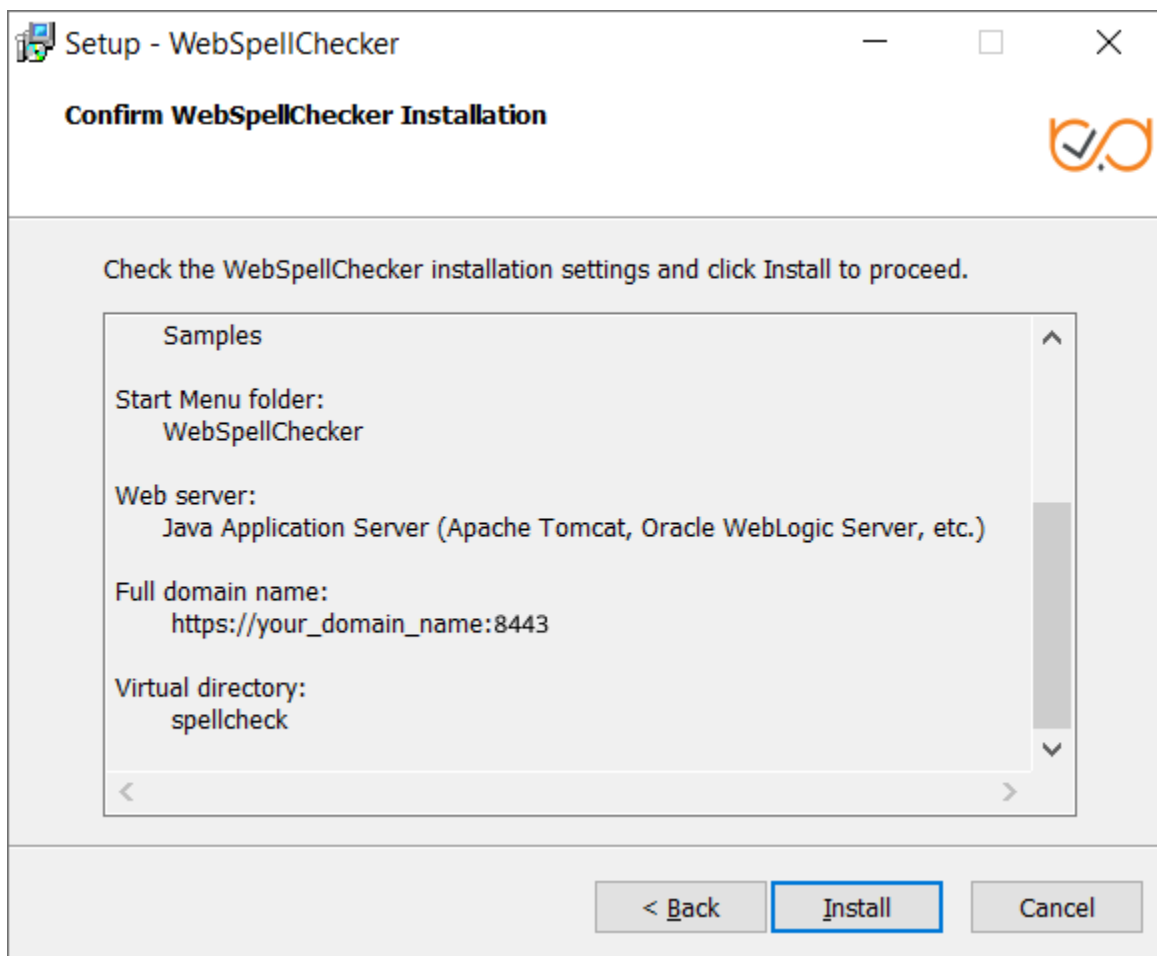 Setup - WebSpellChecker
Confirm WebSpellChecker Installation
Check the WebSpellChecker installation settings and click Install to proceed.
Samples
Start Menu folder:
WebSpellChecker
Web server:
Java Application Server (Apache Tomcat, Oracle WebLogic Server, etc.)
Full domain name:
https://your_domain_name:8443
Virtual directory:
spellcheck
< Back Install Cancel